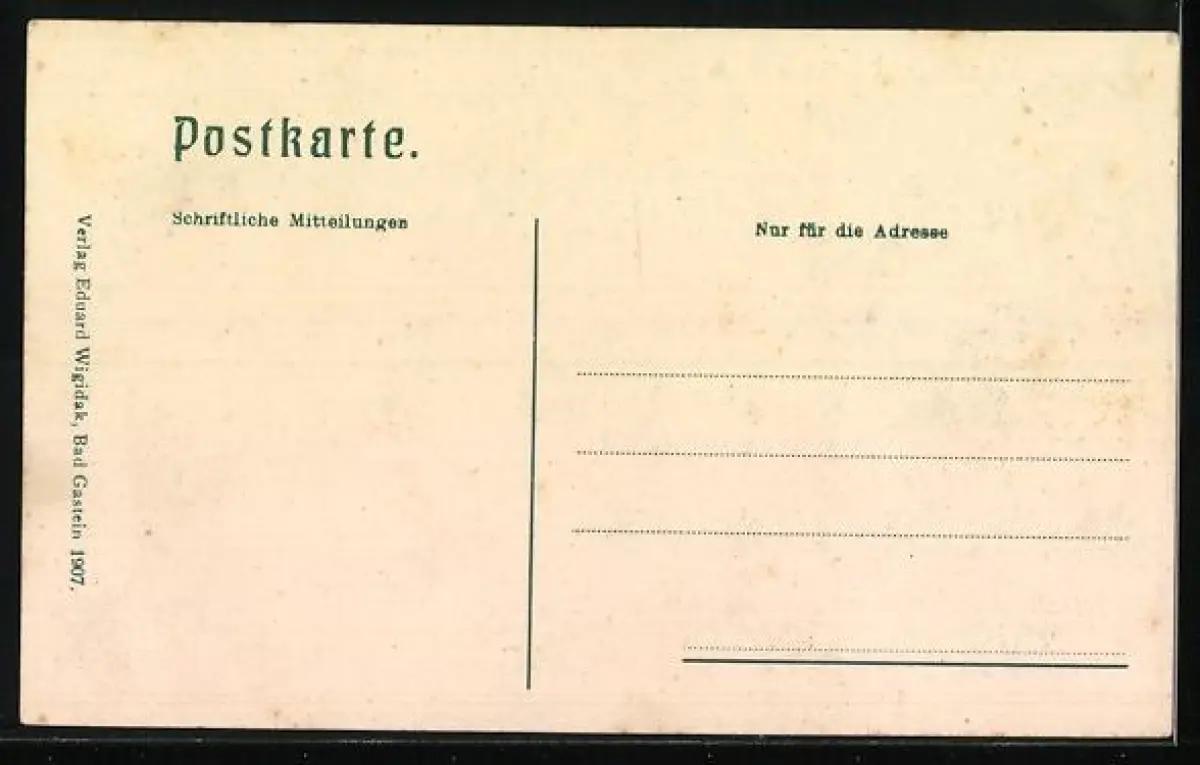 Postkarte.
Schriftliche Mitteilungen
Nur für die Adresse
Verlag Eduard Wigidak, Bad Gastein 1907.